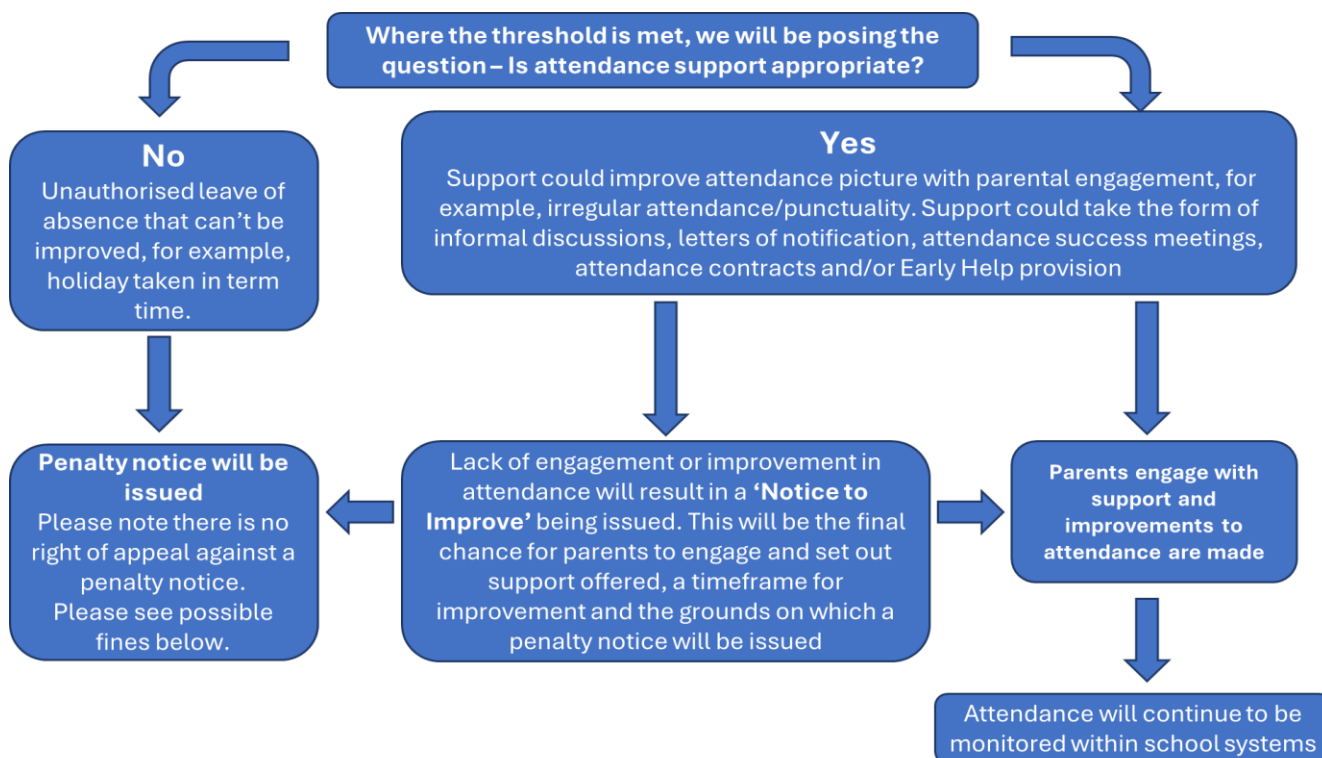 Where the threshold is met, we will be posing the
question – Is attendance support appropriate?
No
Unauthorised leave of
absence that can't be
improved, for example,
holiday taken in term
time.
Yes
Support could improve attendance picture with parental engagement, for
example, irregular attendance/punctuality. Support could take the form of
informal discussions, letters of notification, attendance success meetings,
attendance contracts and/or Early Help provision
Penalty notice will be
issued
Please note there is no
right of appeal against a
penalty notice.
Please see possible
fines below.
Lack of engagement or improvement in
attendance will result in a ‘Notice to
Improve’ being issued. This will be the final
chance for parents to engage and set out
support offered, a timeframe for
improvement and the grounds on which a
penalty notice will be issued
Parents engage with
support and
improvements to
attendance are made
Attendance will continue to be
monitored within school systems